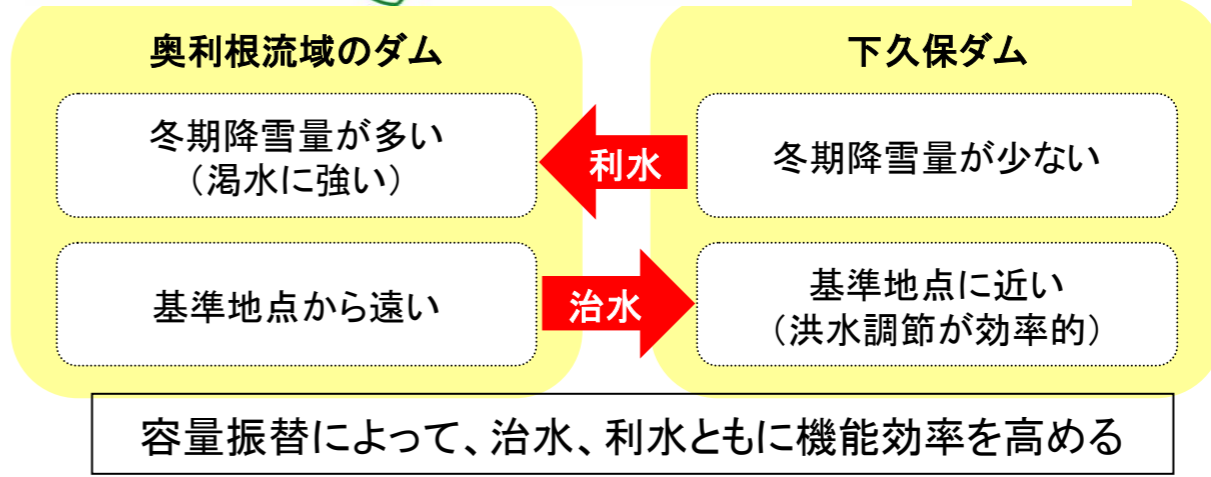 奥利根流域のダム
下久保ダム
冬期降雪量が多い
（渇水に強い）
利水
冬期降雪量が少ない
基準地点から遠い
治水
基準地点に近い
（洪水調節が効率的）
容量振替によって、治水、利水ともに機能効率を高める